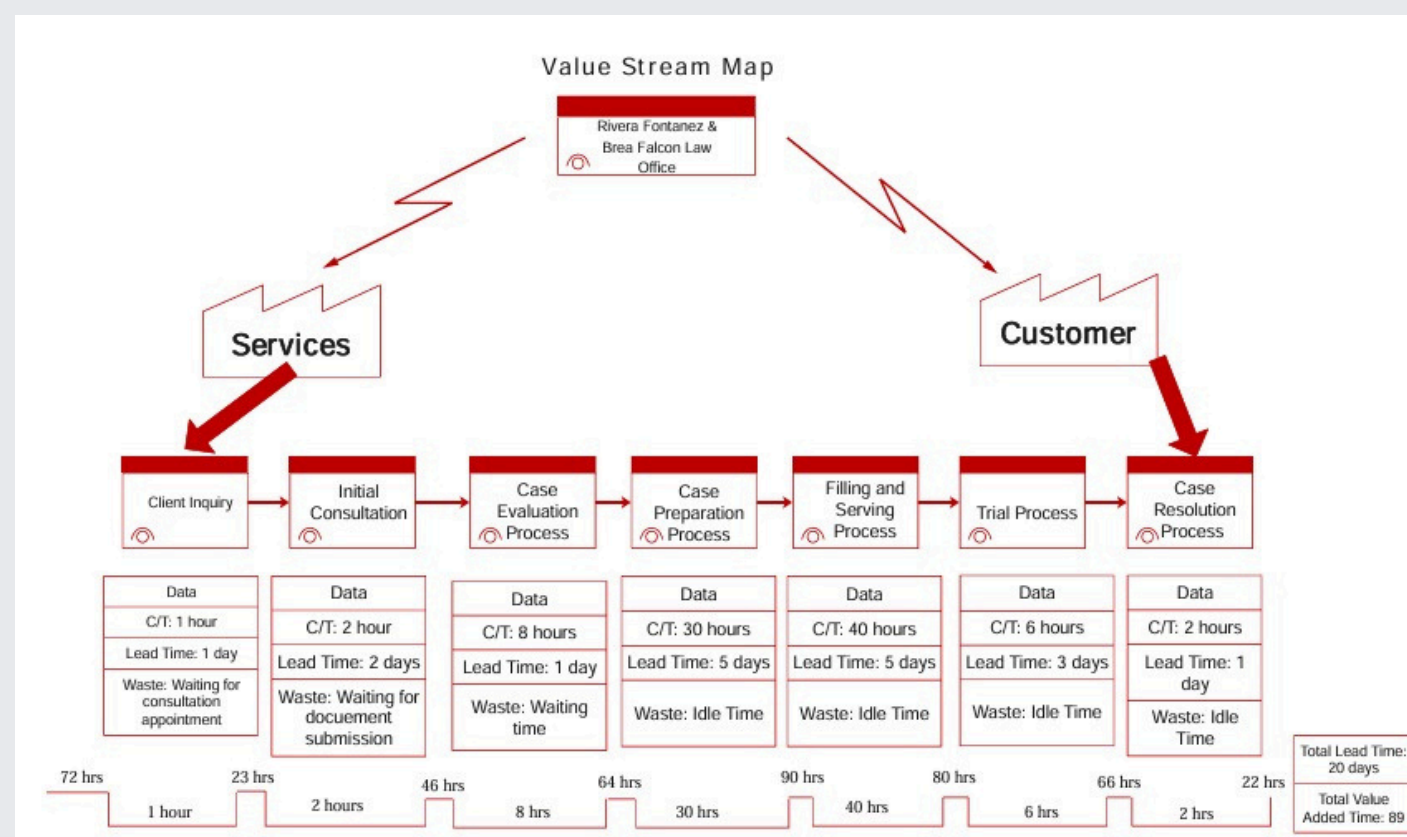 Value Stream Map
Rivera Fontanez &
Brea Falcon Law
Office
Services
Customer
Client Inquiry
Initial
Consultation
Case
Evaluation
Process
Case
Preparation
Process
Filling and
Serving
Process
Trial Process
Case
Resolution
Process
Data
C/T: 1 hour
Lead Time: 1 day
Waste: Waiting for
consultation
appointment
Data
C/T: 2 hour
Lead Time: 2 days
Waste: Waiting for
docuement
submission
Data
C/T: 8 hours
Lead Time: 1 day
Waste: Waiting
time
Data
C/T: 30 hours
Lead Time: 5 days
Waste: Idle Time
Data
C/T: 40 hours
Lead Time: 5 days
Waste: Idle Time
Data
C/T: 6 hours
Lead Time: 3 days
Waste: Idle Time
Data
C/T: 2 hours
Lead Time: 1
day
Waste: Idle
Time
72 hrs
1 hour
23 hrs
2 hours
46 hrs
8 hrs
64 hrs
30 hrs
90 hrs
40 hrs
80 hrs
6 hrs
66 hrs
2 hrs
22 hrs
Total Lead Time:
20 days
Total Value
Added Time: 89